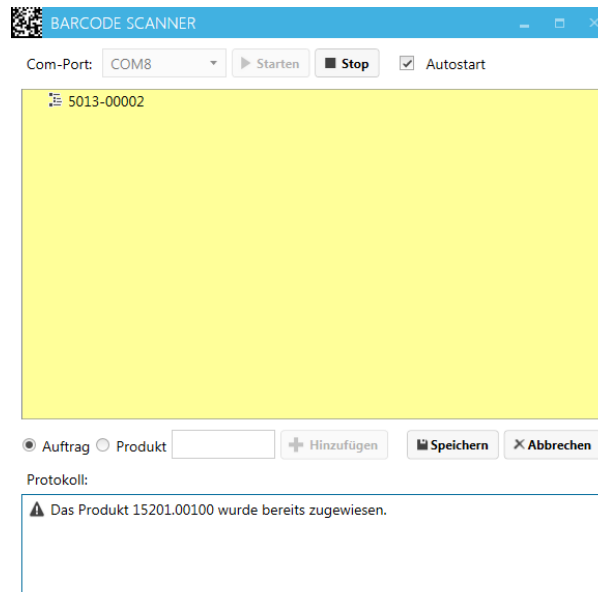 BARCODE SCANNER
Com-Port: COM8 Starten Stop Autostart
5013-00002
Auftrag Produkt Hinzufügen Speichern Abbrechen
Protokoll:
Das Produkt 15201.00100 wurde bereits zugewiesen.